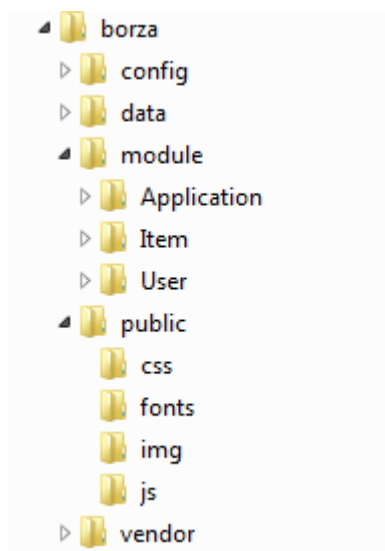 borza
config
data
module
Application
Item
User
public
css
fonts
img
js
vendor